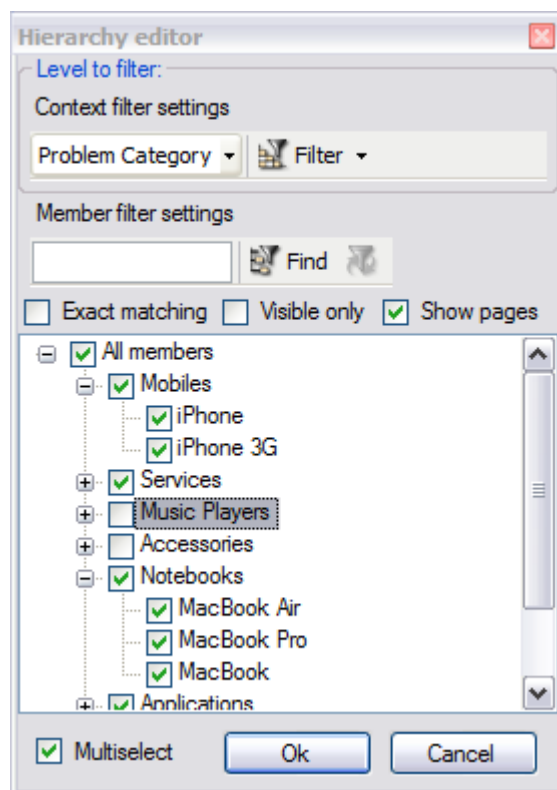 Hierarchy editor
Level to filter:
Context filter settings
Problem Category Filter
Member filter settings
Find
Exact matching Visible only Show pages
All members
Mobiles
iPhone
iPhone 3G
Services
Music Players
Accessories
Notebooks
MacBook Air
MacBook Pro
MacBook
Applications
Multiselect Ok Cancel